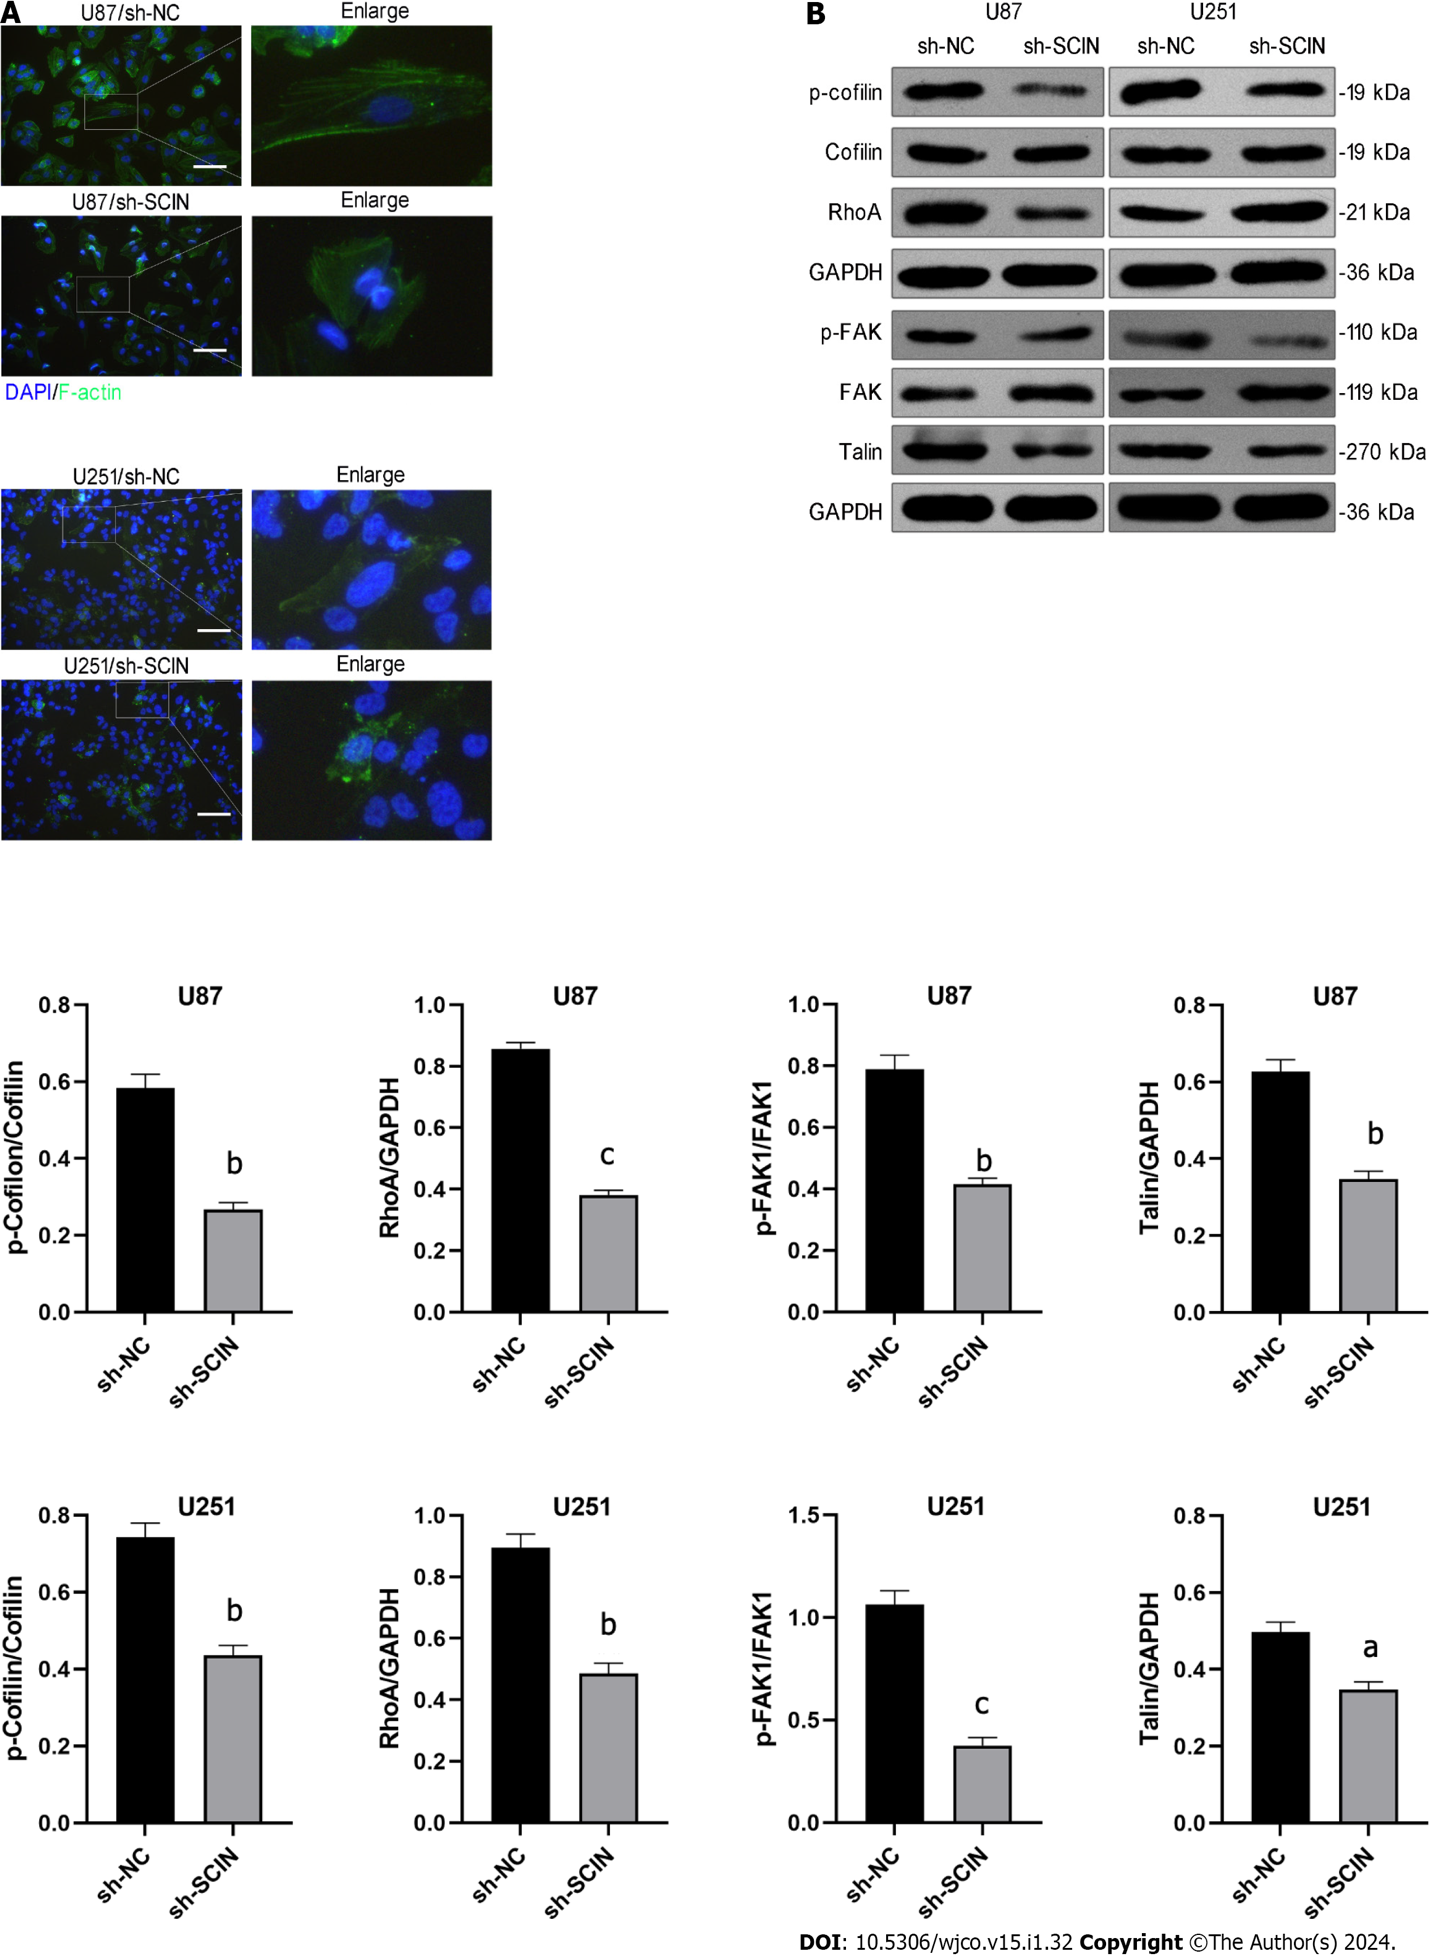 A
U87/sh-NC Enlarge
U87/sh-SCIN Enlarge
DAPI/F-actin
U251/sh-NC Enlarge
U251/sh-SCIN Enlarge
B
U87 U251
sh-NC sh-SCIN sh-NC sh-SCIN
p-cofilin -19 kDa
Cofilin -19 kDa
RhoA -21 kDa
GAPDH -36 kDa
p-FAK -110 kDa
FAK -119 kDa
Talin -270 kDa
GAPDH -36 kDa
U87
p-Cofilon/Cofilin
0.8
0.6
0.4
0.2
0.0
b
sh-NC
sh-SCIN
U87
RhoA/GAPDH
1.0
0.8
0.6
0.4
0.2
0.0
c
sh-NC
sh-SCIN
U87
p-FAK1/FAK1
1.0
0.8
0.6
0.4
0.2
0.0
b
sh-NC
sh-SCIN
U87
Talin/GAPDH
0.8
0.6
0.4
0.2
0.0
b
sh-NC
sh-SCIN
U251
p-Cofilin/Cofilin
0.8
0.6
0.4
0.2
0.0
b
sh-NC
sh-SCIN
U251
RhoA/GAPDH
1.0
0.8
0.6
0.4
0.2
0.0
b
sh-NC
sh-SCIN
U251
p-FAK1/FAK1
1.5
1.0
0.5
0.0
c
sh-NC
sh-SCIN
U251
Talin/GAPDH
0.8
0.6
0.4
0.2
0.0
a
sh-NC
sh-SCIN
DOI: 10.5306/wjco.v15.i1.32 Copyright ©The Author(s) 2024.